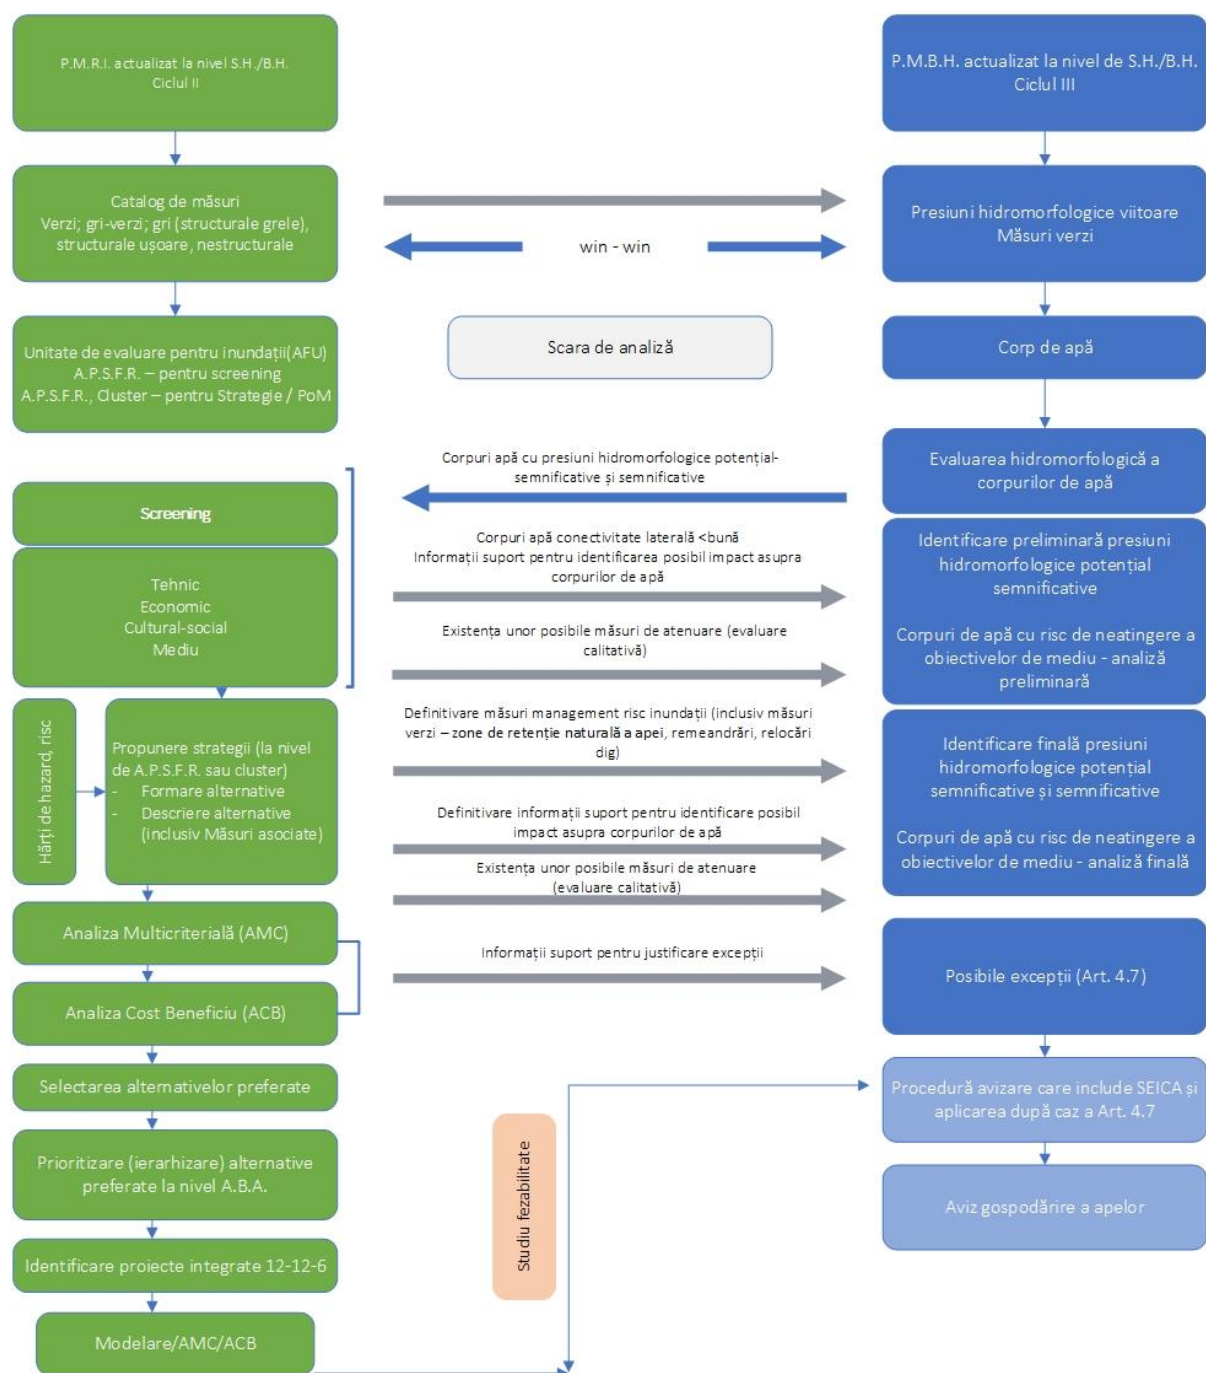 P.M.R.I. actualizat la nivel S.H./B.H.
Ciclul II
P.M.B.H. actualizat la nivel de S.H./B.H.
Ciclul III
Catalog de măsuri
Verzi; gri-verzi; gri (structurale grele),
structurale ușoare, nestructurale
win - win
Presiuni hidromorfologice viitoare
Măsuri verzi
Unitate de evaluare pentru inundații(AFU)
A.P.S.F.R. – pentru screening
A.P.S.F.R., Cluster – pentru Strategie / PoM
Scara de analiză
Corp de apă
Corpuri apă cu presiuni hidromorfologice potențial-
semnificative și semnificative
Evaluarea hidromorfologică a
corpurilor de apă
Screening
Tehnic
Economic
Cultural-social
Mediu
Corpuri apă conectivitate laterală <bună
Informații suport pentru identificarea posibil impact asupra
corpurilor de apă
Existența unor posibile măsuri de atenuare (evaluare
calitativă)
Identificare preliminară presiuni
hidromorfologice potențial
semnificative
Corpuri de apă cu risc de neatingere a
obiectivelor de mediu - analiză
preliminară
Hărți de hazard, risc
Propunere strategii (la nivel
de A.P.S.F.R. sau cluster)
- Formare alternative
- Descriere alternative
(inclusiv Măsuri asociate)
Definitivare măsuri management risc inundații (inclusiv măsuri
verzi – zone de retenție naturală a apei, remeandrări, relocări
dig)
Definitivare informații suport pentru identificare posibil
impact asupra corpurilor de apă
Existența unor posibile măsuri de atenuare
(evaluare calitativă)
Identificare finală presiuni
hidromorfologice potențial
semnificative și semnificative
Corpuri de apă cu risc de neatingere a
obiectivelor de mediu - analiză finală
Analiza Multicriterială (AMC)
Analiza Cost Beneficiu (ACB)
Informații suport pentru justificare excepții
Posibile excepții (Art. 4.7)
Selectarea alternativelor preferate
Prioritizare (ierarhizare) alternative
preferate la nivel A.B.A.
Identificare proiecte integrate 12-12-6
Modelare/AMC/ACB
Studiu fezabilitate
Procedură avizare care include SEICA și
aplicarea după caz a Art. 4.7
Aviz gospodărire a apelor